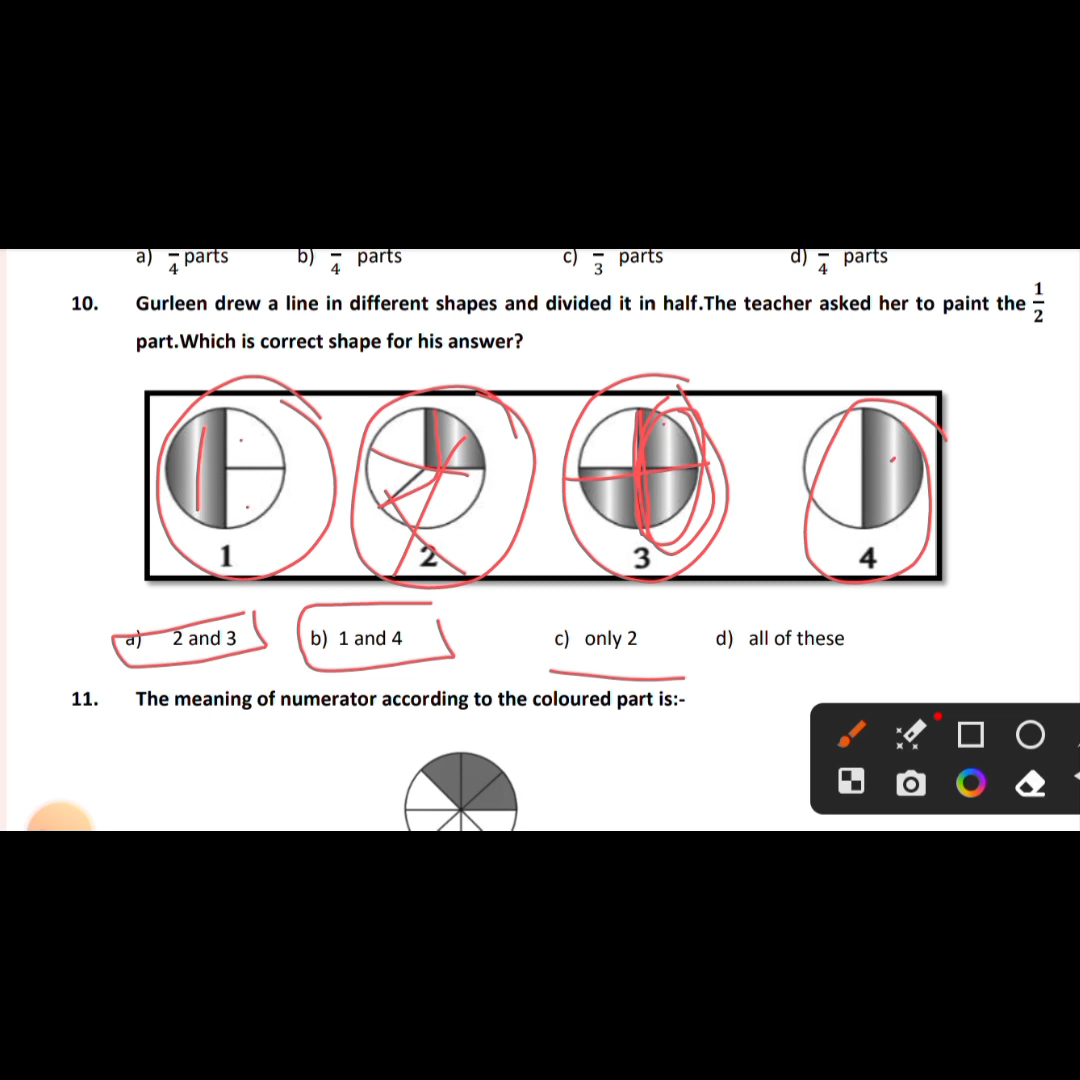 a) –/4 parts b) –/4 parts c) –/3 parts d) –/4 parts
10. Gurleen drew a line in different shapes and divided it in half.The teacher asked her to paint the 1/2
part.Which is correct shape for his answer?
1 2 3 4
a) 2 and 3 b) 1 and 4 c) only 2 d) all of these
11. The meaning of numerator according to the coloured part is:-